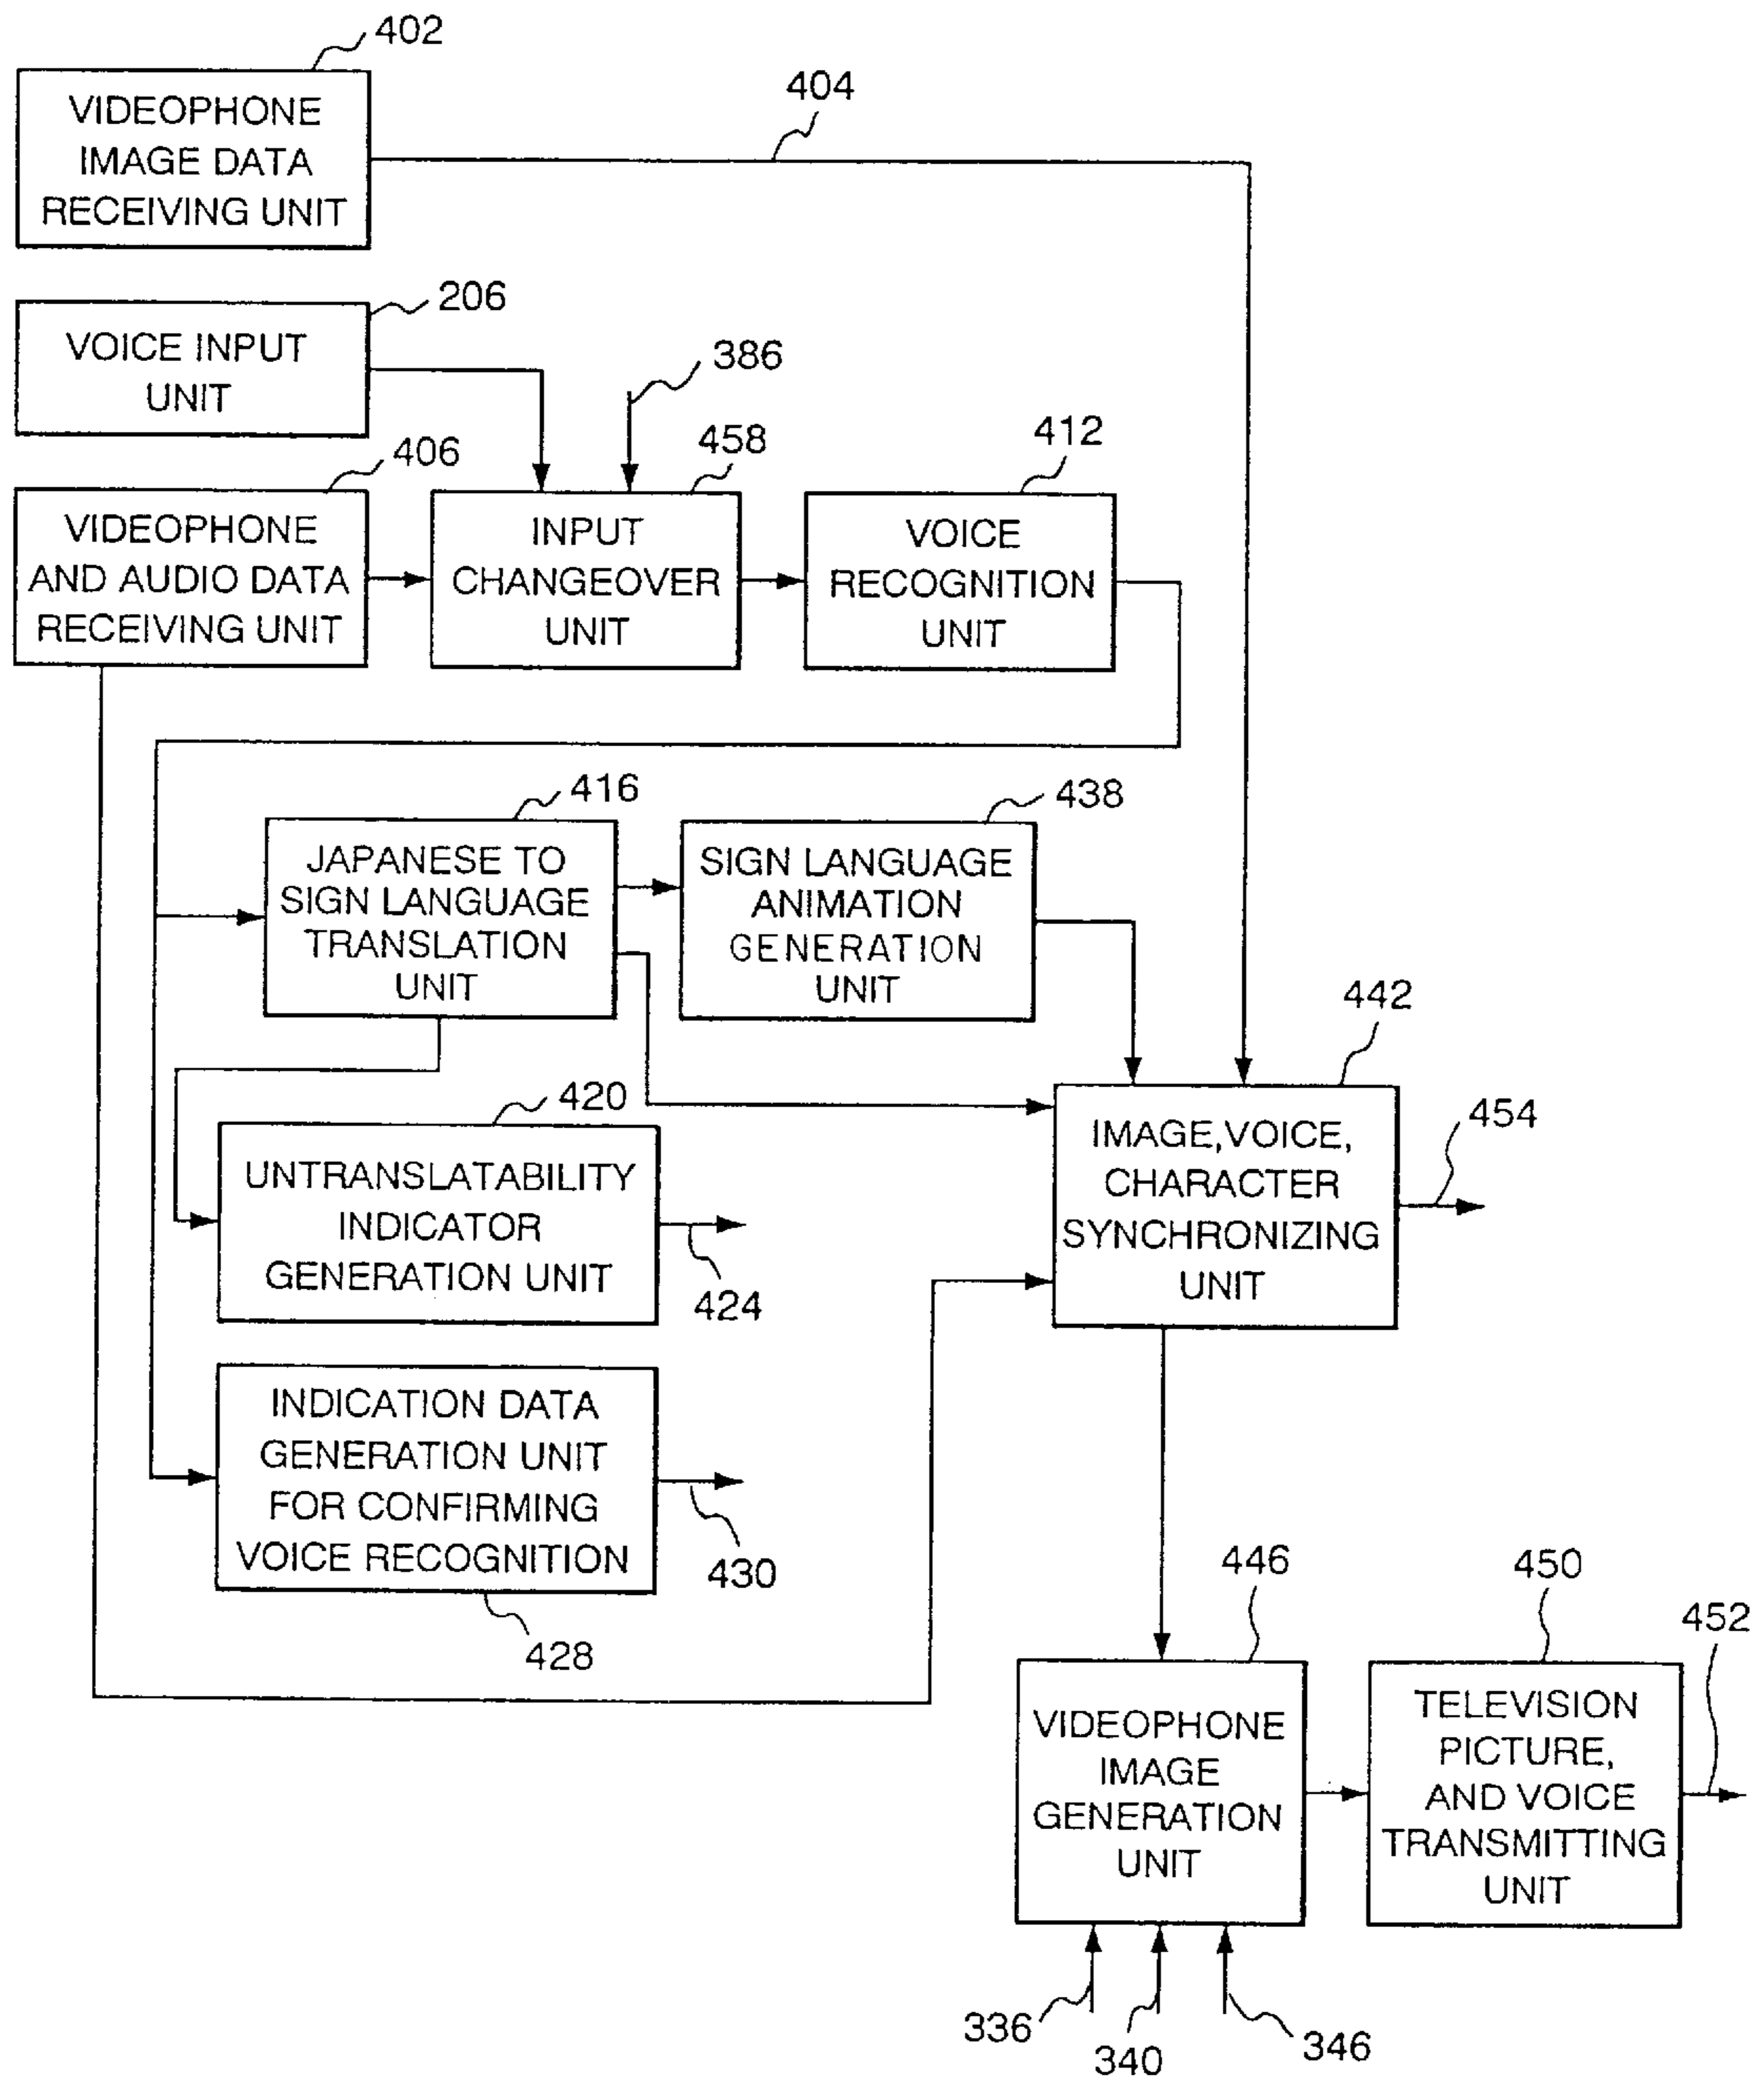 402
VIDEOPHONE
IMAGE DATA
RECEIVING UNIT
404
206
VOICE INPUT
UNIT
386
406
VIDEOPHONE
AND AUDIO DATA
RECEIVING UNIT
458
INPUT
CHANGEOVER
UNIT
412
VOICE
RECOGNITION
UNIT
416
JAPANESE TO
SIGN LANGUAGE
TRANSLATION
UNIT
438
SIGN LANGUAGE
ANIMATION
GENERATION
UNIT
442
IMAGE,VOICE,
CHARACTER
SYNCHRONIZING
UNIT
454
420
UNTRANSLATABILITY
INDICATOR
GENERATION UNIT
424
INDICATION DATA
GENERATION UNIT
FOR CONFIRMING
VOICE RECOGNITION
430
428
446
VIDEOPHONE
IMAGE
GENERATION
UNIT
450
TELEVISION
PICTURE,
AND VOICE
TRANSMITTING
UNIT
452
336
340
346